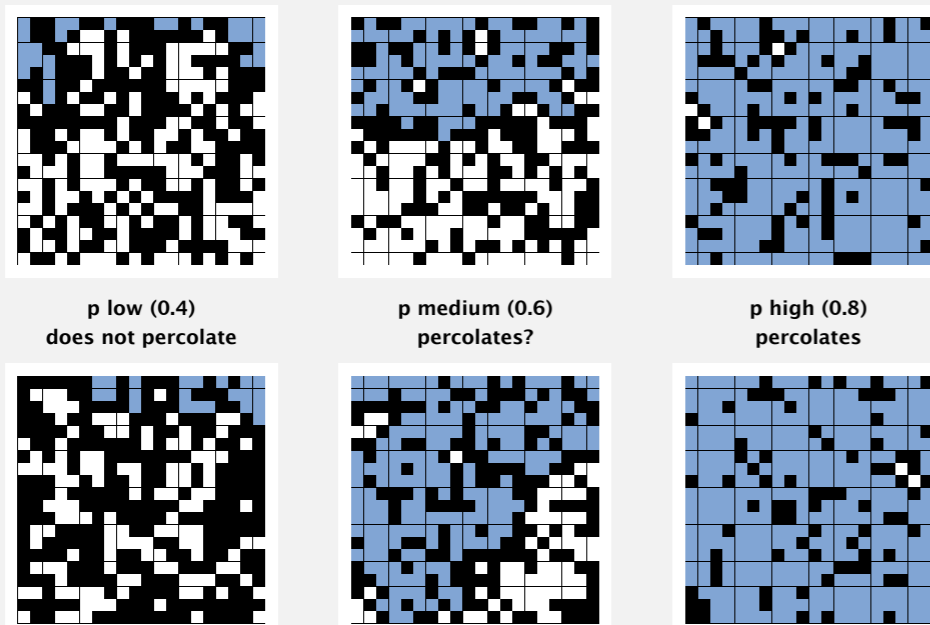 p low (0.4)
does not percolate
p medium (0.6)
percolates?
p high (0.8)
percolates